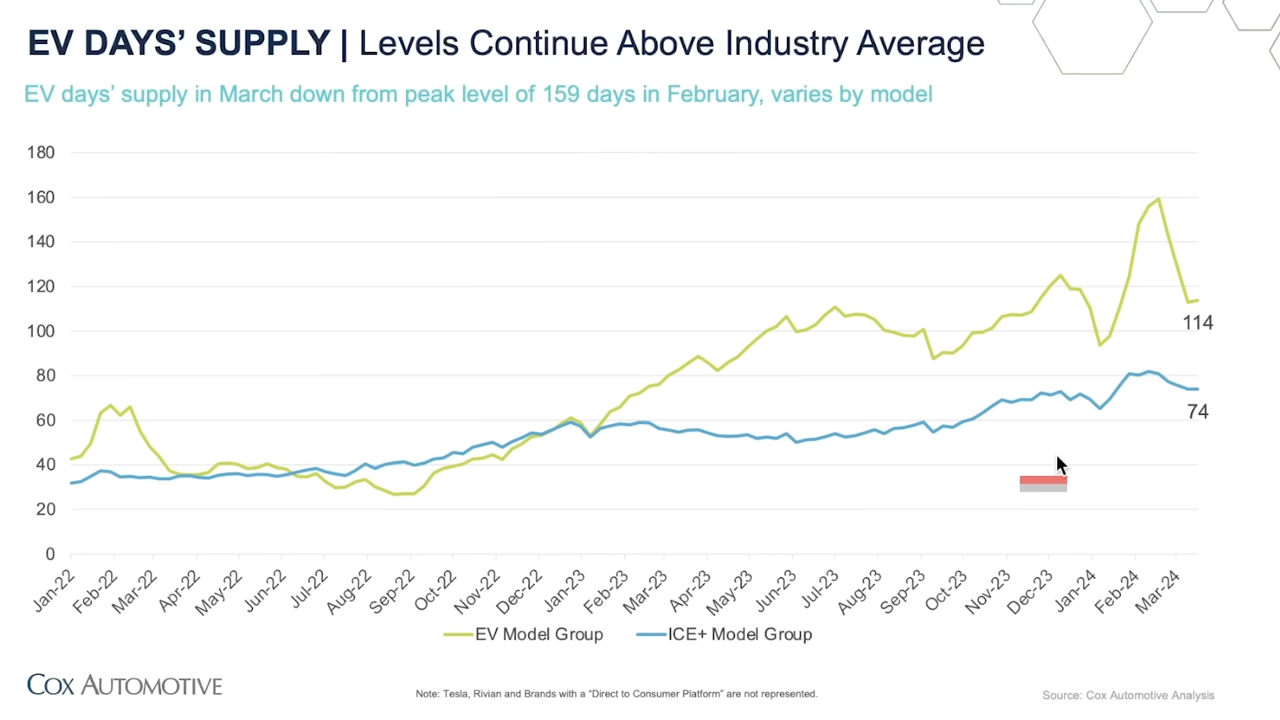 EV DAYS’ SUPPLY | Levels Continue Above Industry Average
EV days’ supply in March down from peak level of 159 days in February, varies by model
180
160
140
120
100
80
60
40
20
0
114
74
Jan-22
Feb-22
Mar-22
Apr-22
May-22
Jun-22
Jul-22
Aug-22
Sep-22
Oct-22
Nov-22
Dec-22
Jan-23
Feb-23
Mar-23
Apr-23
May-23
Jun-23
Jul-23
Aug-23
Sep-23
Oct-23
Nov-23
Dec-23
Jan-24
Feb-24
Mar-24
EV Model Group
ICE+ Model Group
COX AUTOMOTIVE
Note: Tesla, Rivian and Brands with a “Direct to Consumer Platform” are not represented.
Source: Cox Automotive Analysis